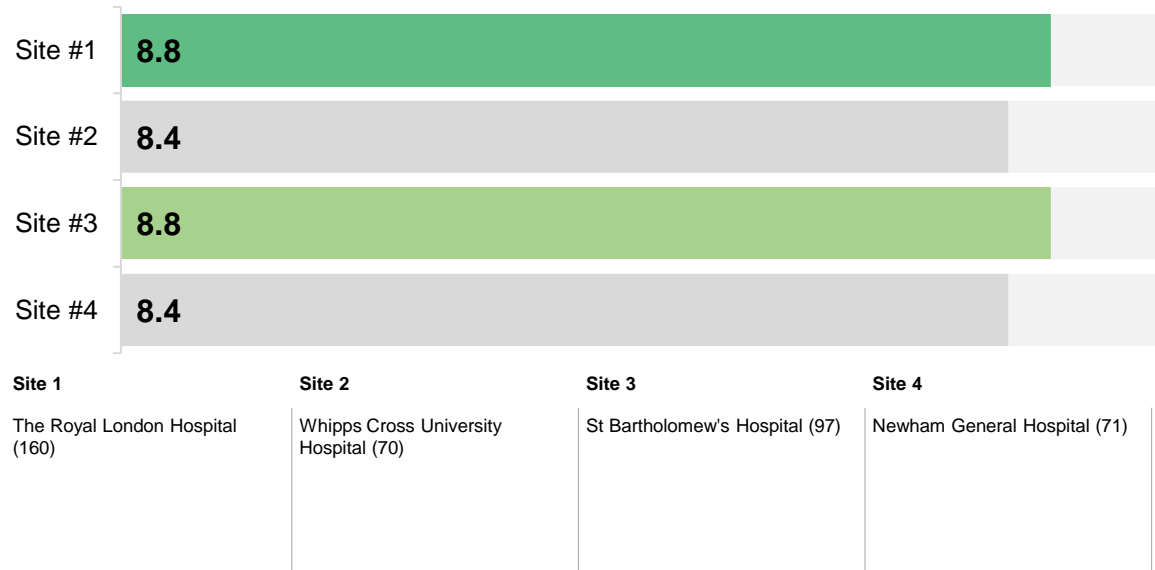 Site #1 8.8
Site #2 8.4
Site #3 8.8
Site #4 8.4
Site 1 Site 2 Site 3 Site 4
The Royal London Hospital
(160)
Whipps Cross University
Hospital (70)
St Bartholomew's Hospital (97)
Newham General Hospital (71)